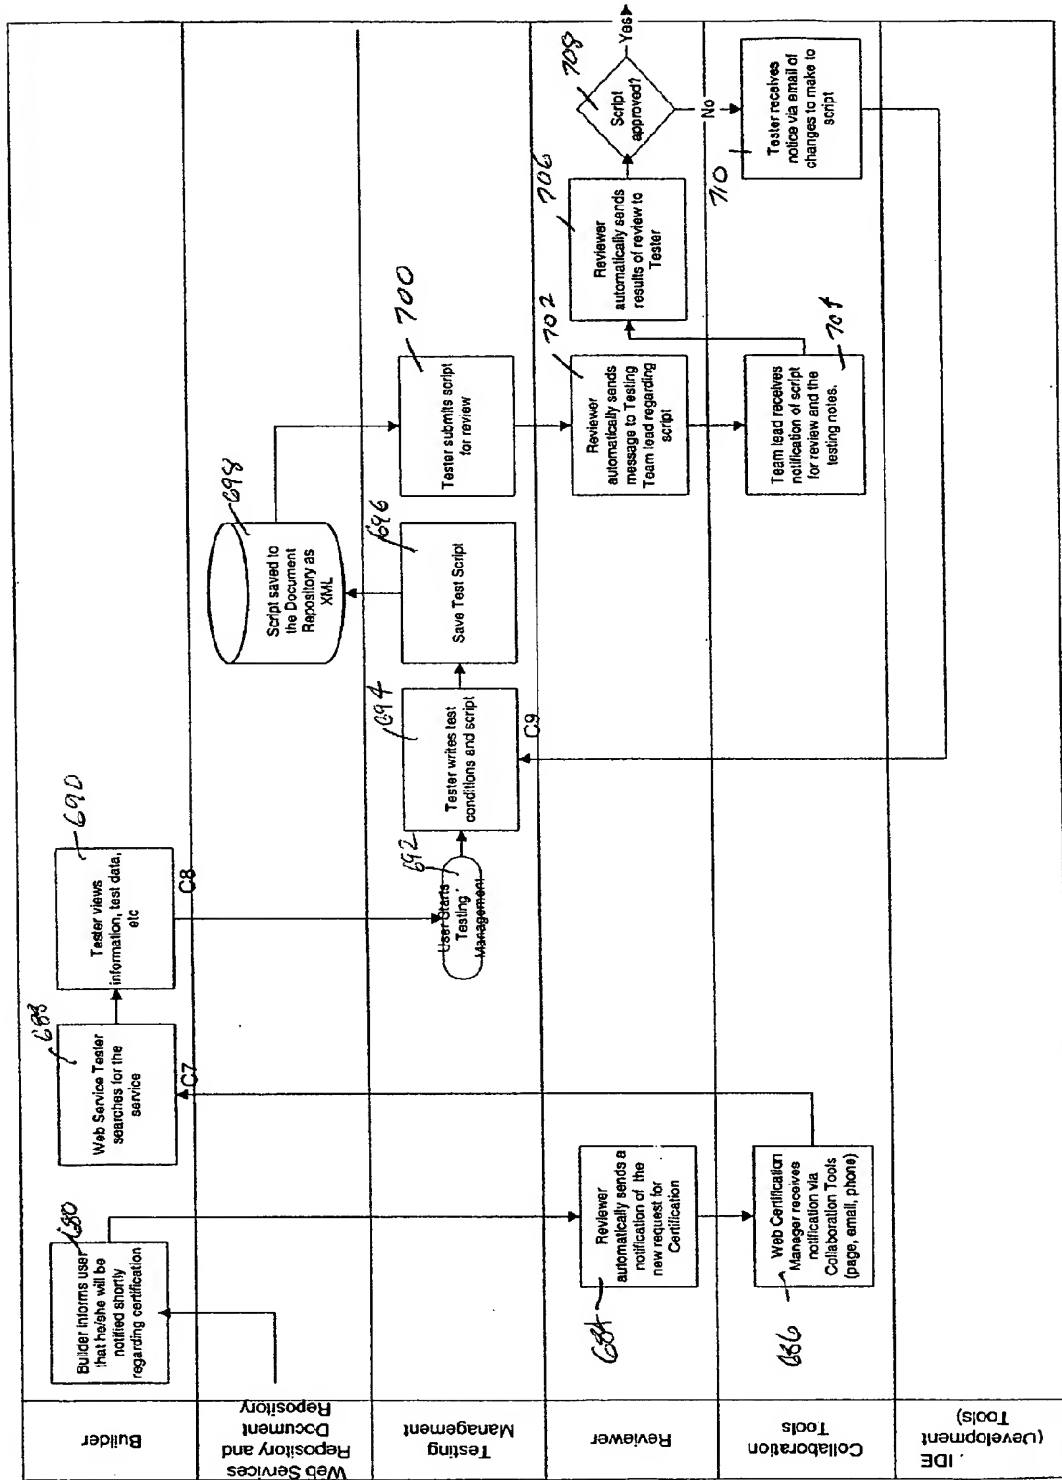 Builder
Builder informs user
that he/she will be
notified shortly
regarding certification
680
Web Service Tester
searches for the
service
688
C7
Tester views
information, test data,
etc
690
C8
Web Services
Repository and
Document
Repository
Script saved to
the Document
Repository as
XML
698
Testing
Management
User Starts
Testing
Management
692
Tester writes test
conditions and script
694
C9
Save Test Script
696
Tester submits script
for review
700
Reviewer
Reviewer
automatically sends a
notification of the
new request for
Certification
684
Reviewer
automatically sends
message to Testing
Team lead regarding
script
702
Reviewer
automatically sends
results of review to
Tester
706
Script
approved?
708
Yes
No
Collaboration
Tools
Web Certification
Manager receives
notification via
Collaboration Tools
(page, email, phone)
686
Team lead receives
notification of script
for review and the
testing notes.
704
Tester receives
notice via email of
changes to make to
script
710
IDE
(Development
Tools)